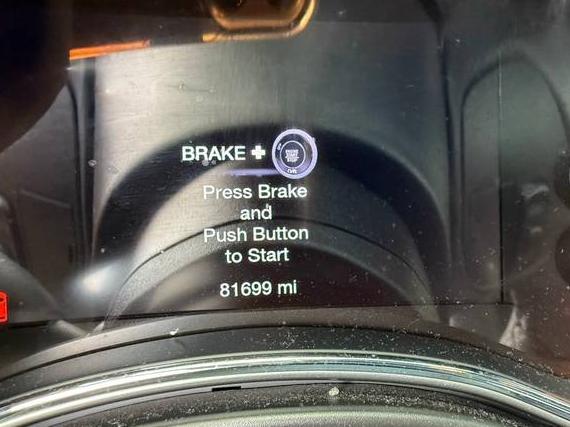 BRAKE +
Press Brake
and
Push Button
to Start
81699 mi